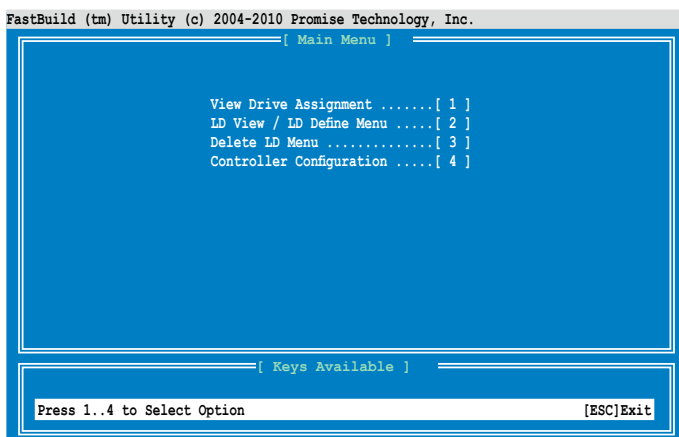 FastBuild (tm) Utility (c) 2004-2010 Promise Technology, Inc.
[ Main Menu ]
View Drive Assignment .......[ 1 ]
LD View / LD Define Menu .....[ 2 ]
Delete LD Menu ..............[ 3 ]
Controller Configuration .....[ 4 ]
[ Keys Available ]
Press 1..4 to Select Option [ESC]Exit